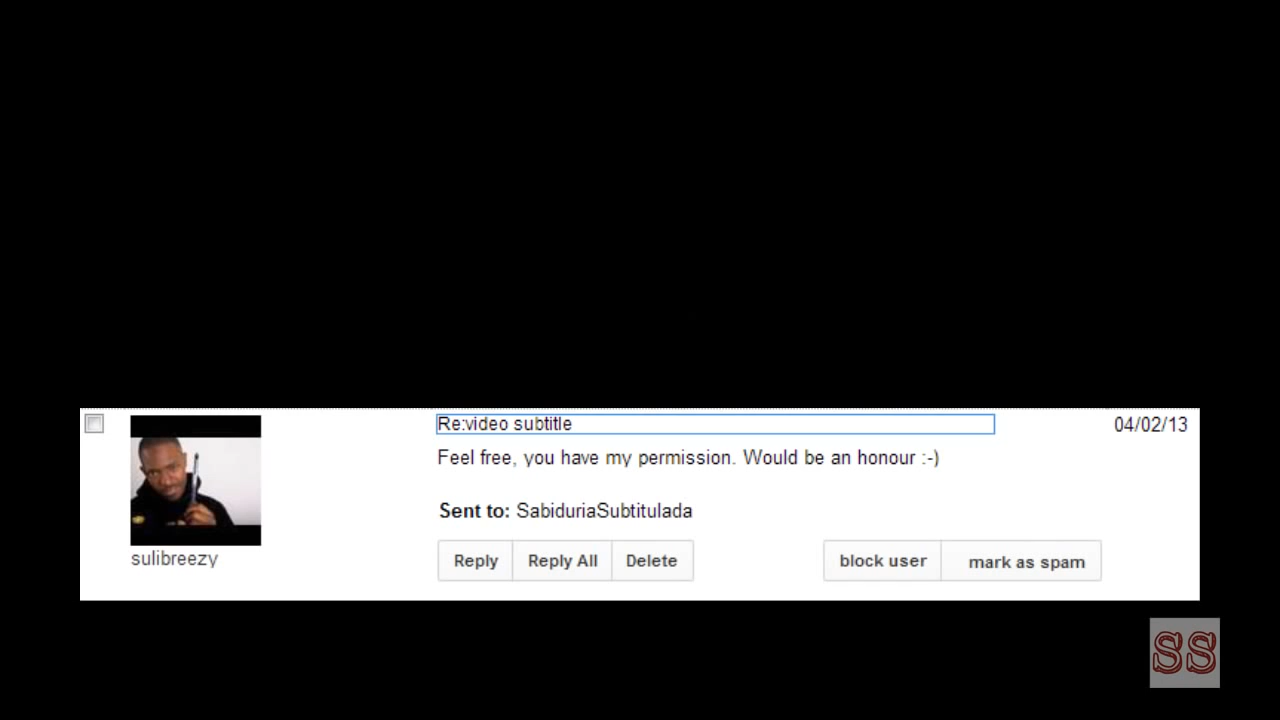 Re:video subtitle
04/02/13
Feel free, you have my permission. Would be an honour :-)
Sent to: SabiduriaSubtitulada
sulibreezy
Reply
Reply All
Delete
block user
mark as spam
SS